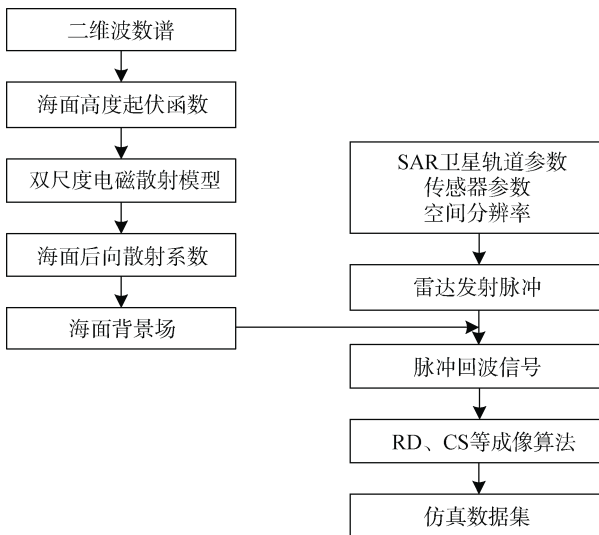 二维波数谱
海面高度起伏函数
双尺度电磁散射模型
海面后向散射系数
海面背景场
SAR卫星轨道参数
传感器参数
空间分辨率
雷达发射脉冲
脉冲回波信号
RD、CS等成像算法
仿真数据集